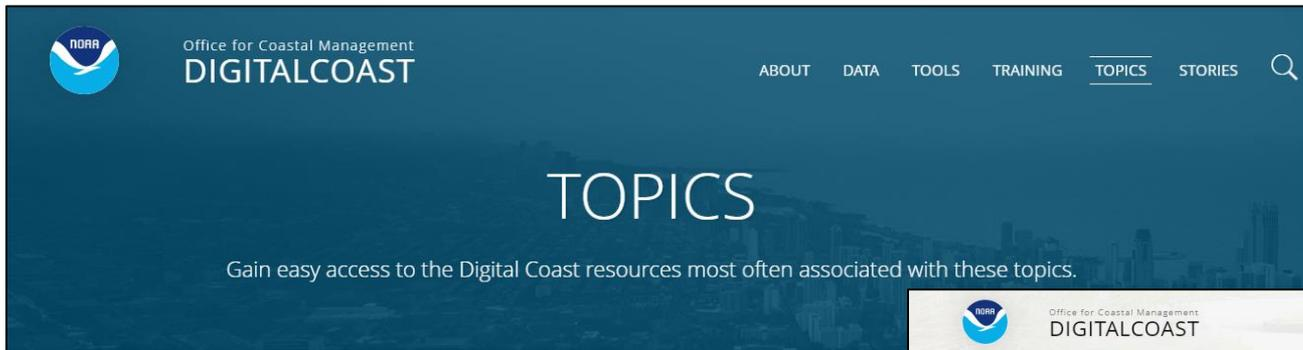 NOAA
Office for Coastal Management
DIGITALCOAST
ABOUT DATA TOOLS TRAINING TOPICS STORIES
TOPICS
Gain easy access to the Digital Coast resources most often associated with these topics.
NOAA
Office for Coastal Management
DIGITALCOAST